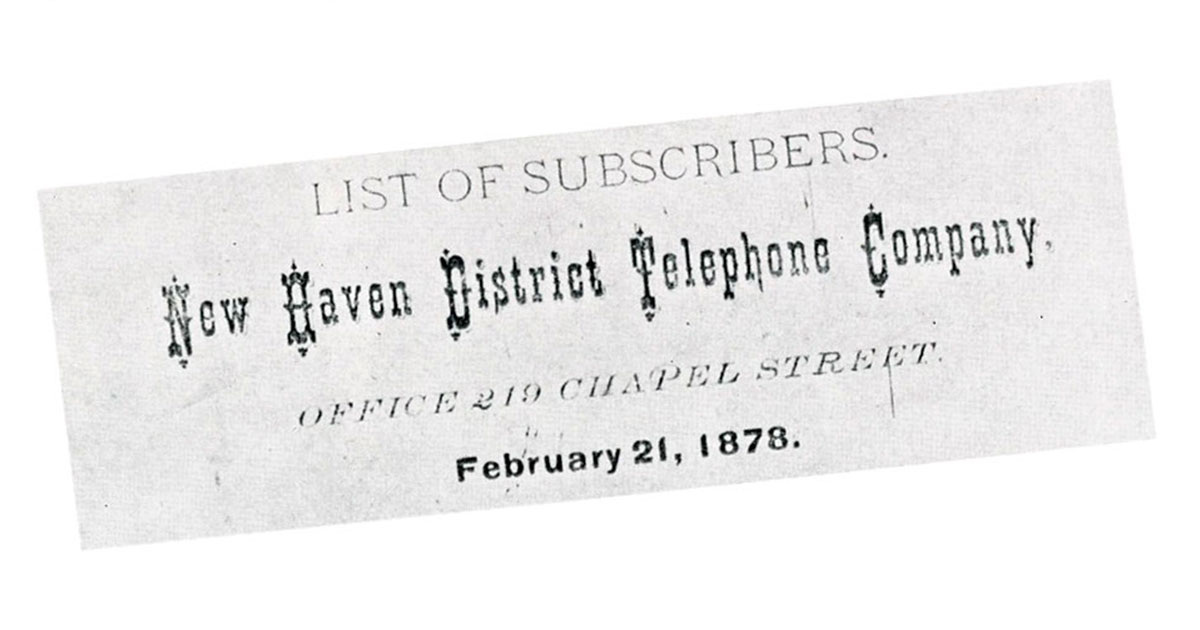 LIST OF SUBSCRIBERS.
New Haven District Telephone Company.
OFFICE 219 CHAPEL STREET.
February 21, 1878.